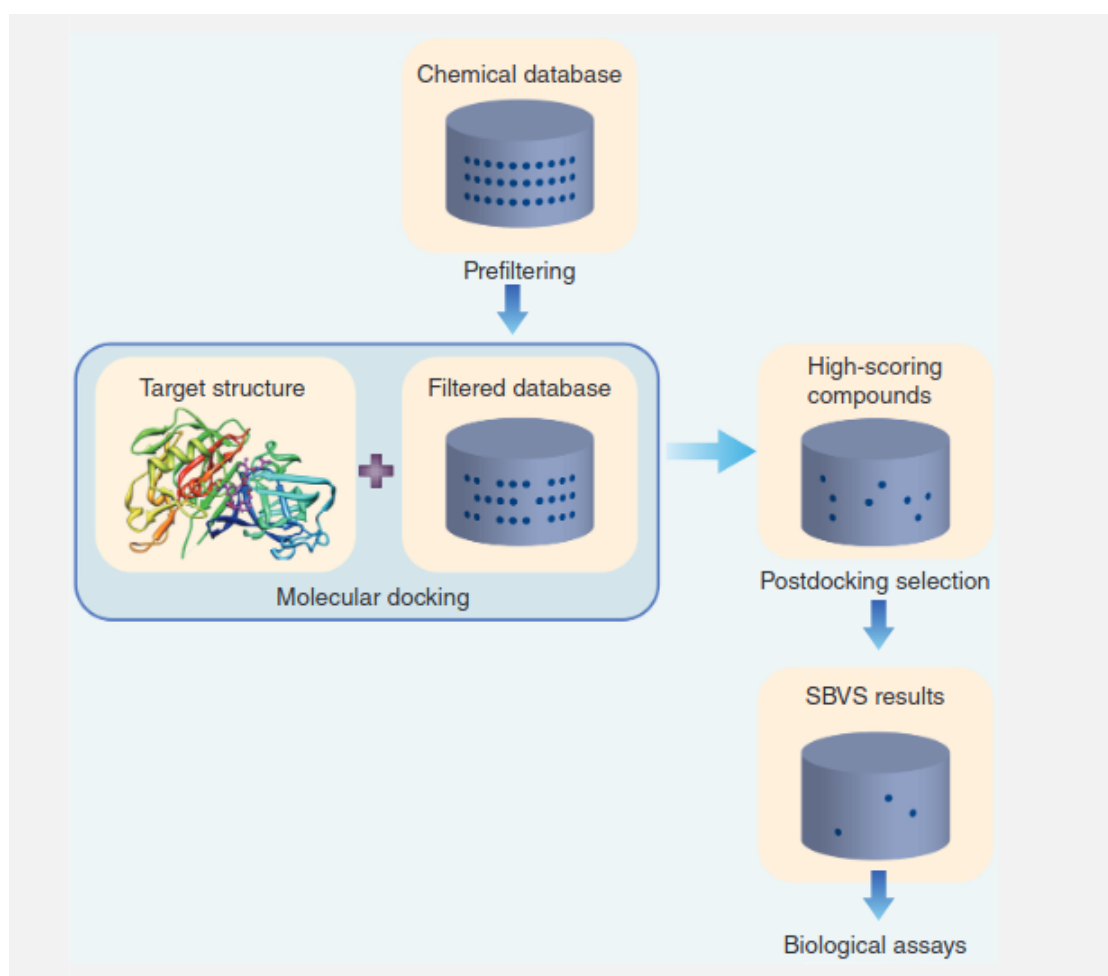 Chemical database
Prefiltering
Target structure
Filtered database
Molecular docking
High-scoring
compounds
Postdocking selection
SBVS results
Biological assays